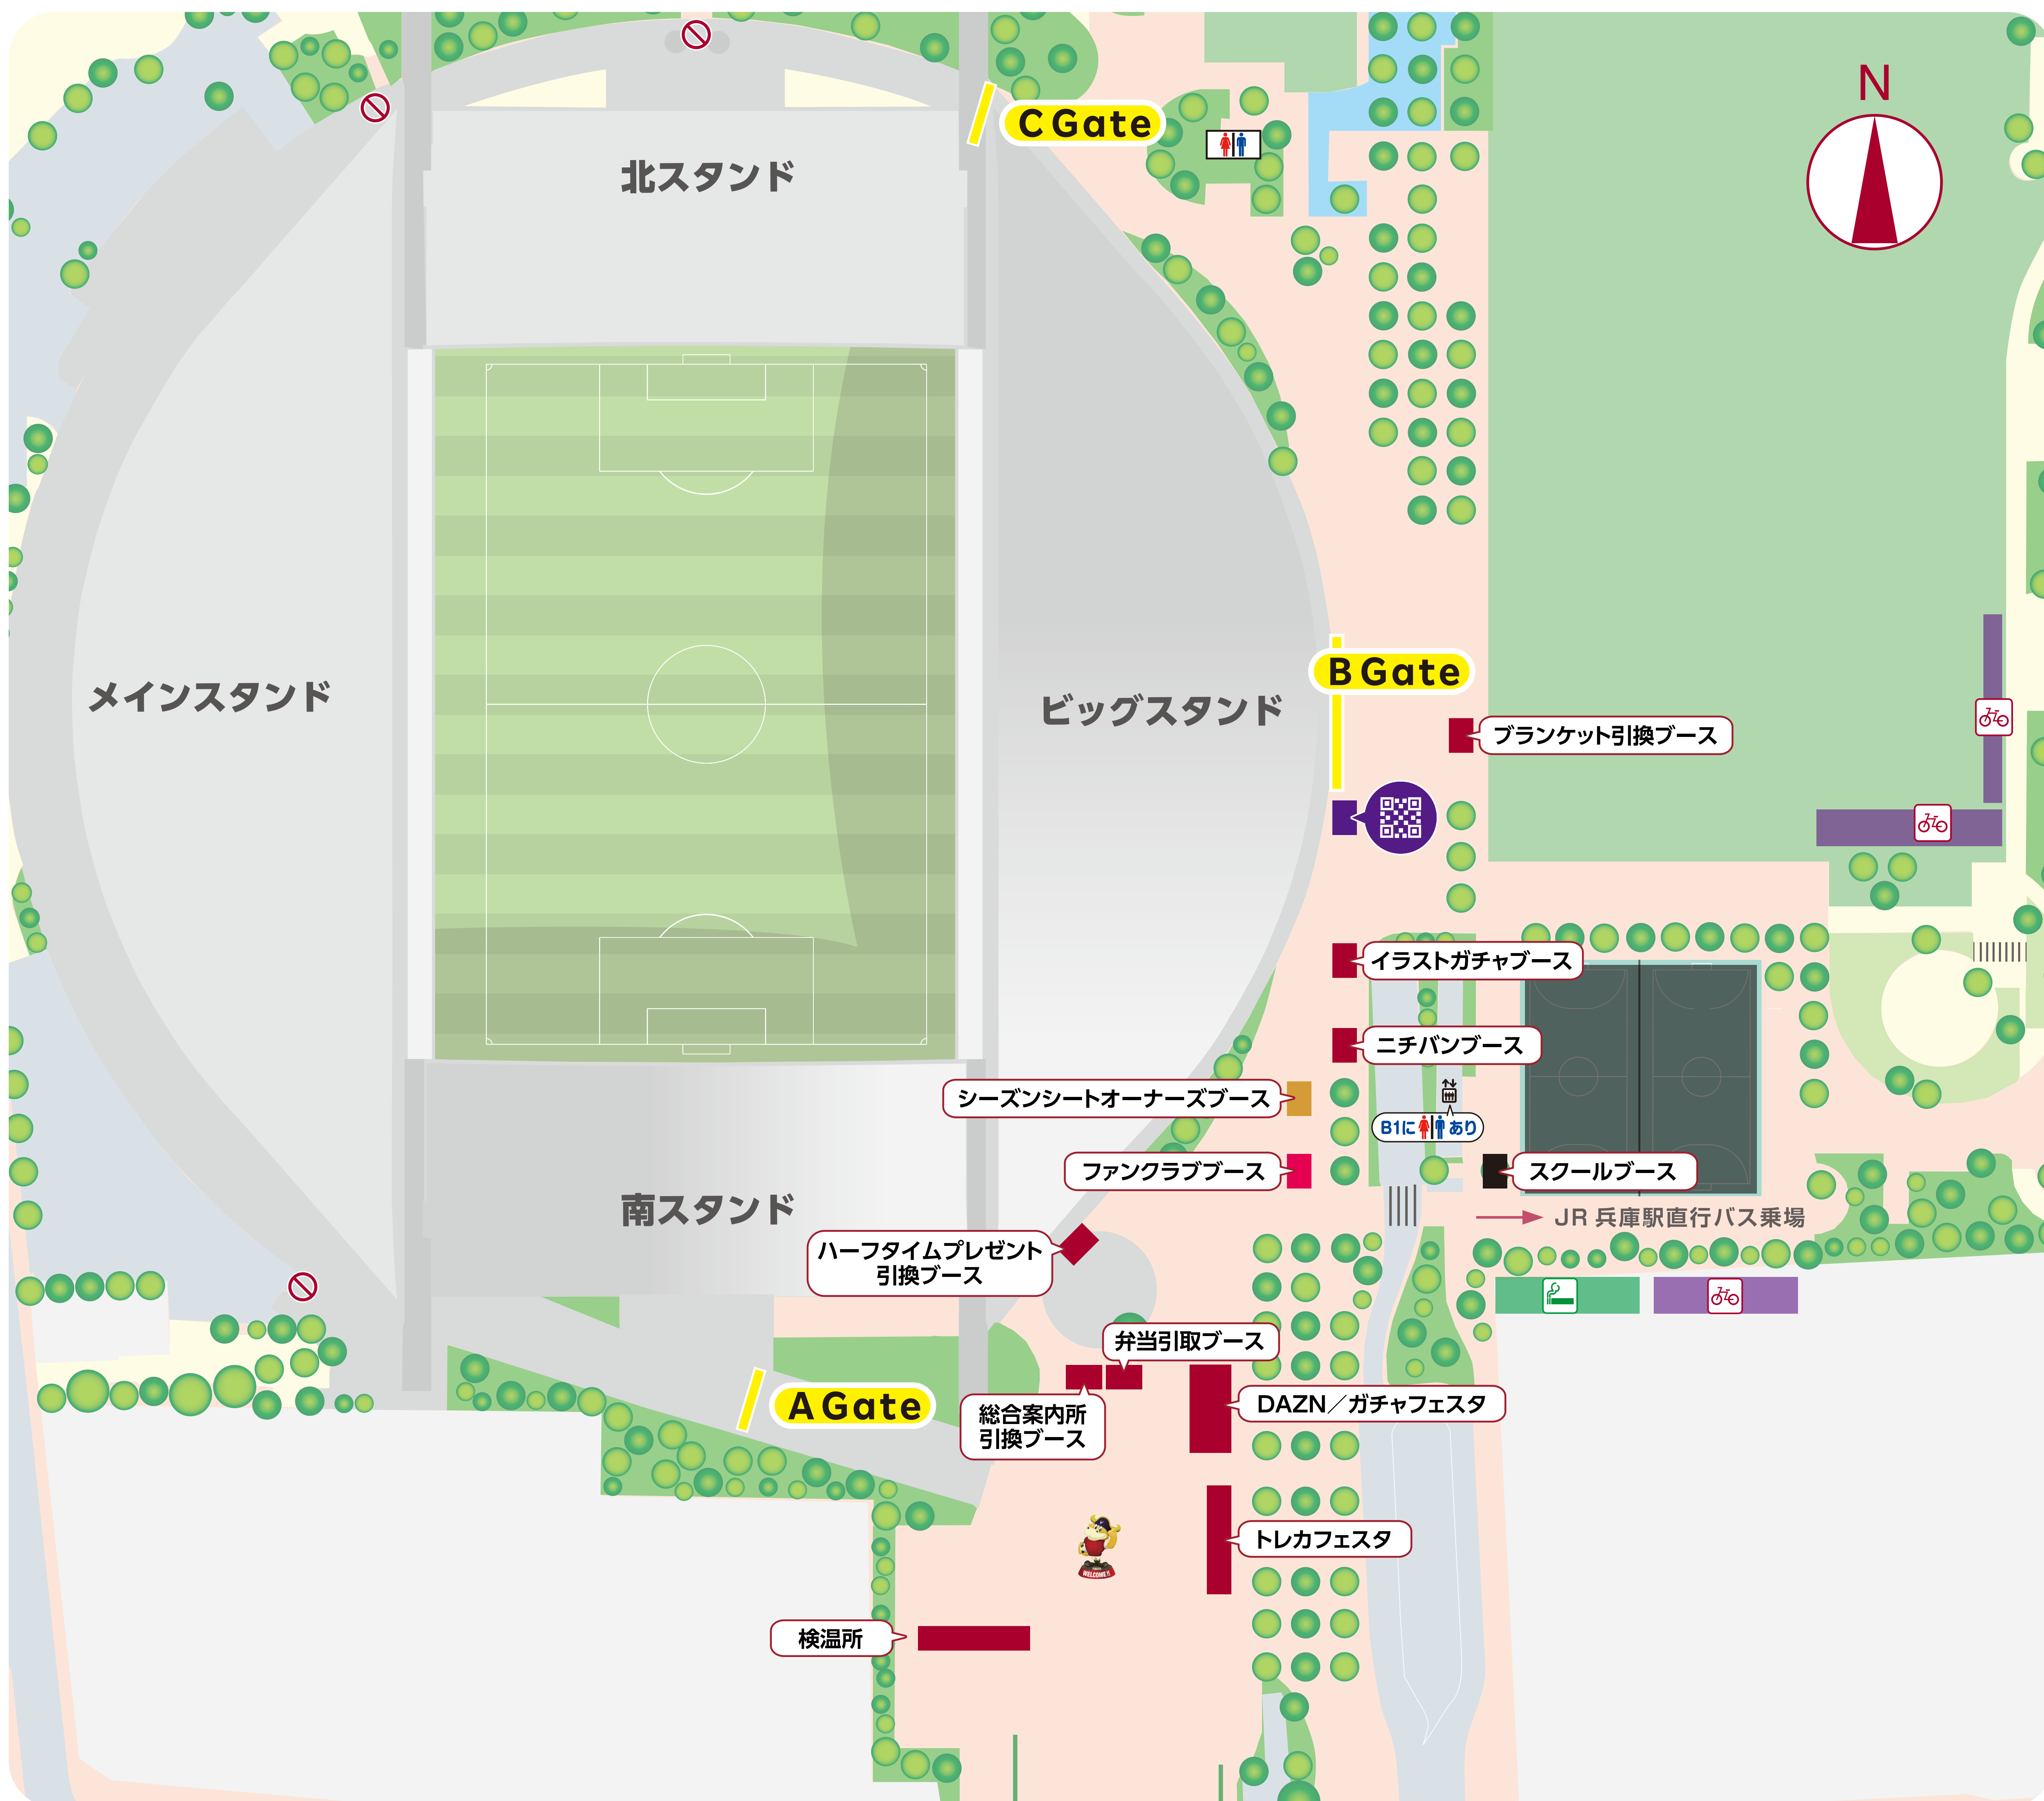 N
C Gate
北スタンド
メインスタンド
B Gate
ビッグスタンド
ブランケット引換ブース
イラストガチャブース
ニチバンブース
シーズンシートオーナーズブース
B1に
あり
ファンクラブブース
スクールブース
南スタンド
JR 兵庫駅直行バス乗場
ハーフタイムプレゼント
引換ブース
弁当引取ブース
A Gate
総合案内所
引換ブース
DAZN／ガチャフェスタ
トレカフェスタ
WELCOME!!
検温所